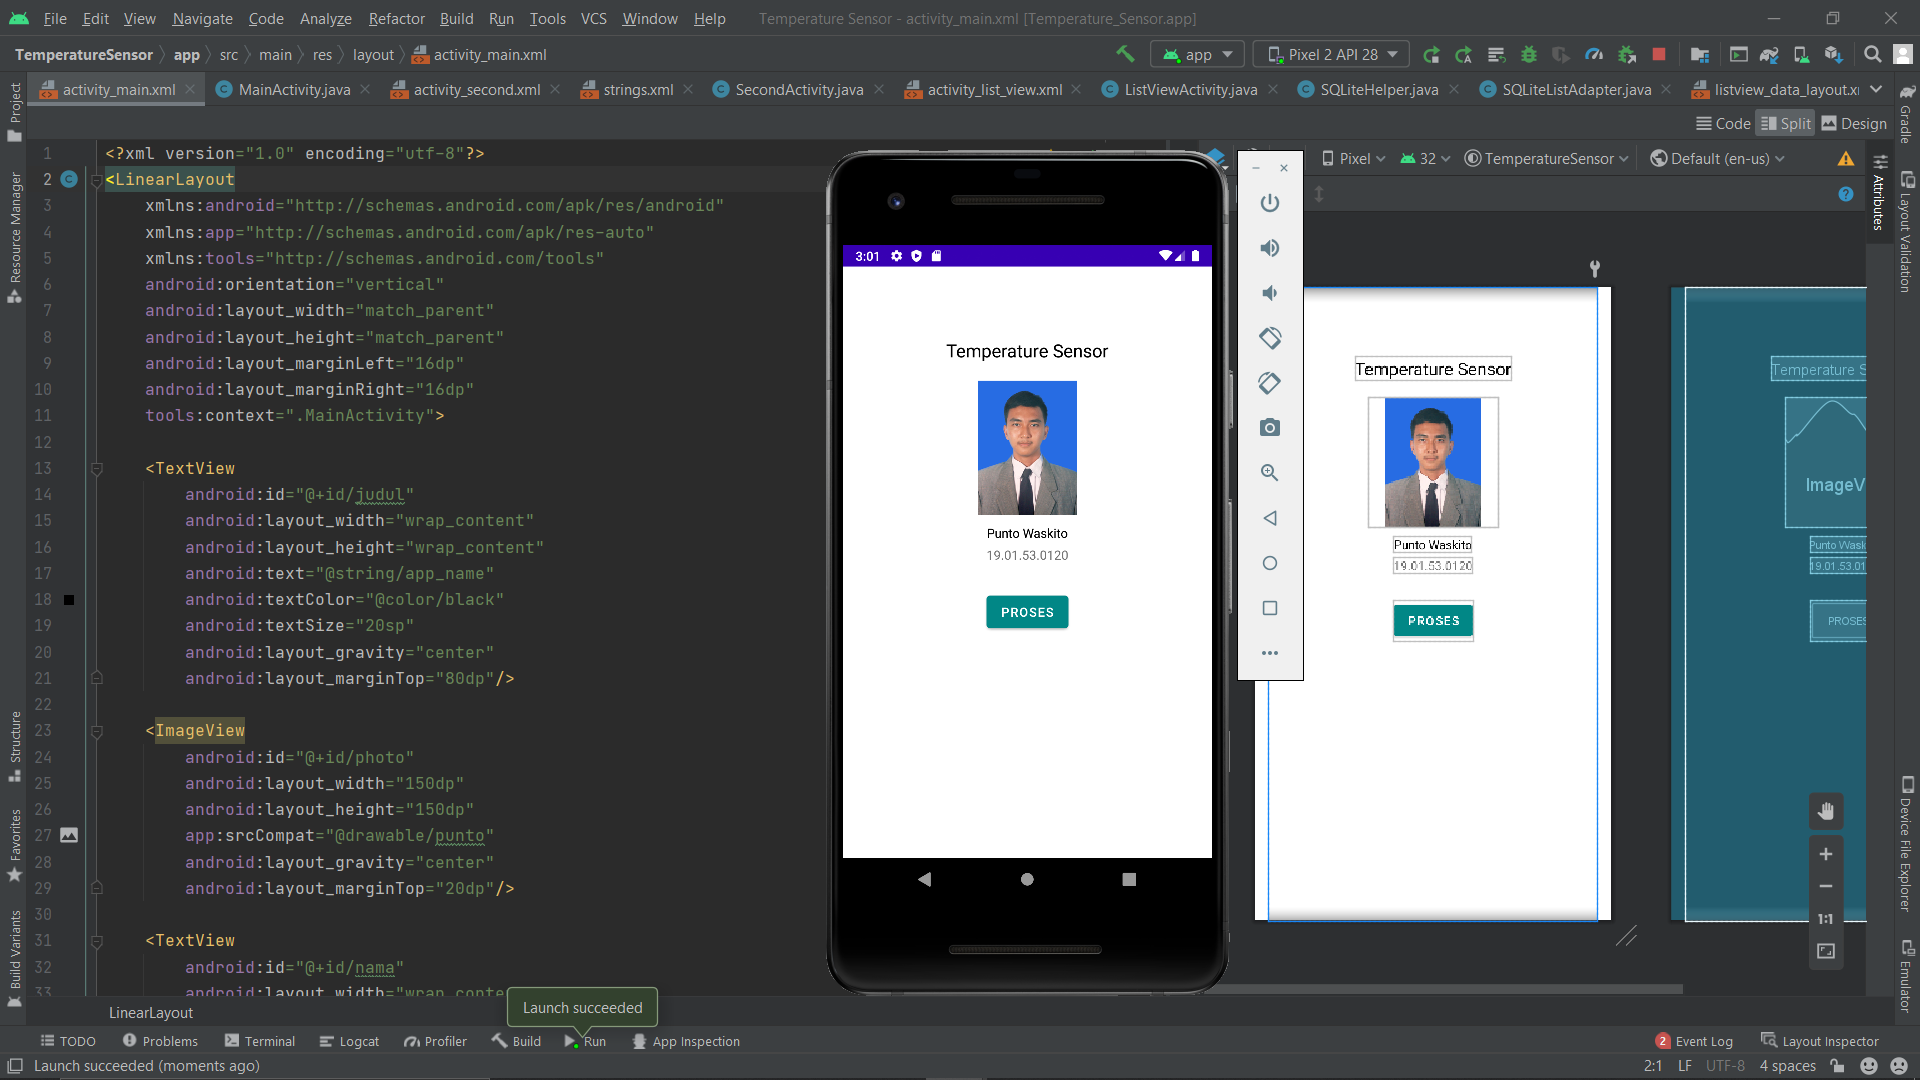 File Edit View Navigate Code Analyze Refactor Build Run Tools VCS Window Help Temperature Sensor - activity_main.xml [Temperature_Sensor.app]
TemperatureSensor app src main res layout activity_main.xml app Pixel 2 API 28
activity_main.xml MainActivity.java activity_second.xml strings.xml SecondActivity.java activity_list_view.xml ListViewActivity.java SQLiteHelper.java SQLiteListAdapter.java listview_data_layout.x
Code Split Design
Pixel 32 TemperatureSensor Default (en-us)
Project
Resource Manager
Structure
Favorites
Build Variants
1 <?xml version="1.0" encoding="utf-8"?>
2 <LinearLayout
3 xmlns:android="http://schemas.android.com/apk/res/android"
4 xmlns:app="http://schemas.android.com/apk/res-auto"
5 xmlns:tools="http://schemas.android.com/tools"
6 android:orientation="vertical"
7 android:layout_width="match_parent"
8 android:layout_height="match_parent"
9 android:layout_marginLeft="16dp"
10 android:layout_marginRight="16dp"
11 tools:context=".MainActivity">
12
13 <TextView
14 android:id="@+id/judul"
15 android:layout_width="wrap_content"
16 android:layout_height="wrap_content"
17 android:text="@string/app_name"
18 android:textColor="@color/black"
19 android:textSize="20sp"
20 android:layout_gravity="center"
21 android:layout_marginTop="80dp"/>
22
23 <ImageView
24 android:id="@+id/photo"
25 android:layout_width="150dp"
26 android:layout_height="150dp"
27 app:srcCompat="@drawable/punto"
28 android:layout_gravity="center"
29 android:layout_marginTop="20dp"/>
30
31 <TextView
32 android:id="@+id/nama"
33 android:layout_width="wrap_conte
3:01
Temperature Sensor
Punto Waskito
19.01.53.0120
PROSES
Temperature Sensor
Punto Waskito
19.01.53.0120
PROSES
Temperature S
ImageV
Punto Wask
19.01.53.01
PROSES
1:1
Gradle
Attributes
Layout Validation
Device File Explorer
Emulator
LinearLayout
Launch succeeded
TODO Problems Terminal Logcat Profiler Build Run App Inspection 2 Event Log Layout Inspector
Launch succeeded (moments ago) 2:1 LF UTF-8 4 spaces